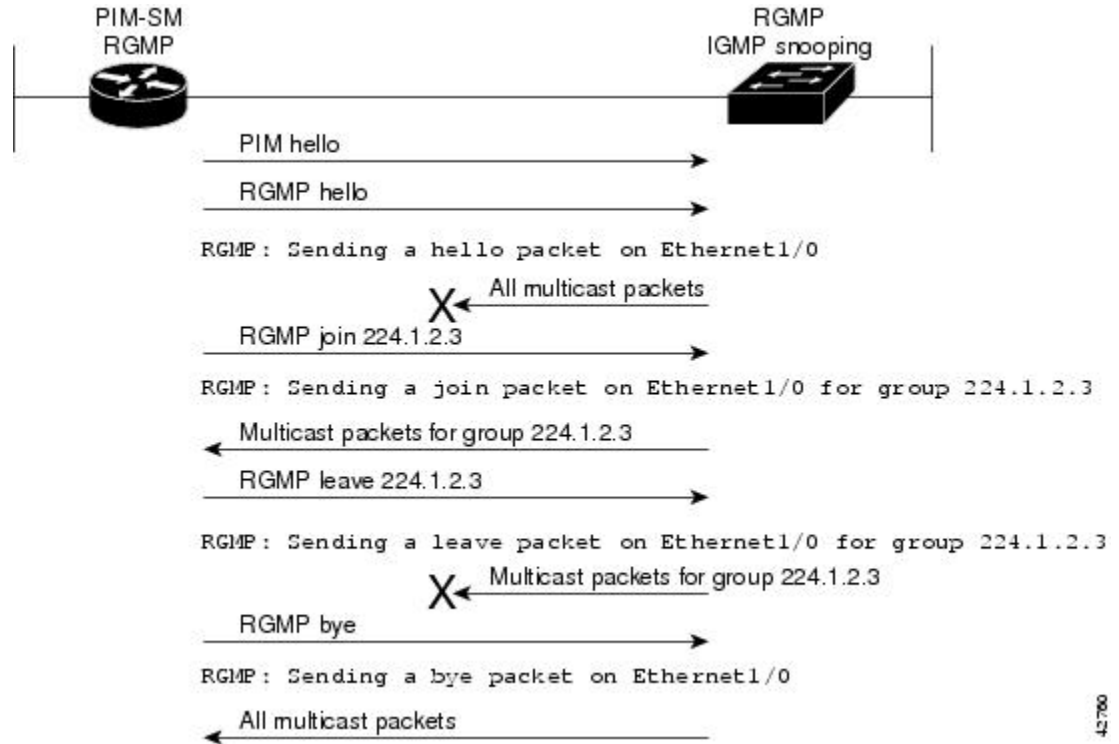 PIM-SM
RGMP
RGMP
IGMP snooping
PIM hello
RGMP hello
RGMP: Sending a hello packet on Ethernet1/0
All multicast packets
X
RGMP join 224.1.2.3
RGMP: Sending a join packet on Ethernet1/0 for group 224.1.2.3
Multicast packets for group 224.1.2.3
RGMP leave 224.1.2.3
RGMP: Sending a leave packet on Ethernet1/0 for group 224.1.2.3
Multicast packets for group 224.1.2.3
X
RGMP bye
RGMP: Sending a bye packet on Ethernet1/0
All multicast packets
42760